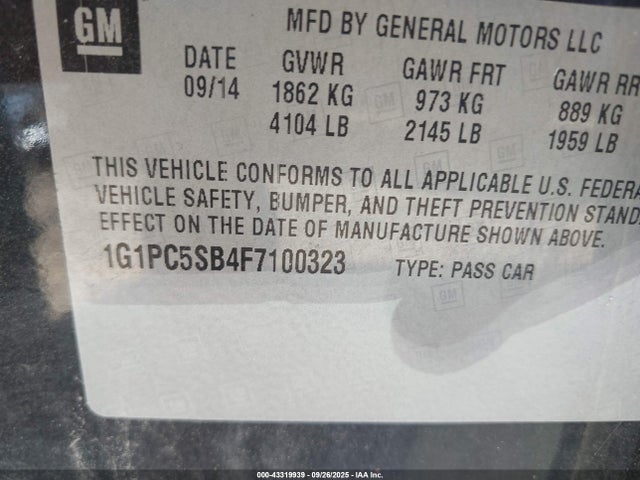 GM
MFD BY GENERAL MOTORS LLC
DATE GVWR GAWR FRT GAWR RR
09/14 1862 KG 973 KG 889 KG
4104 LB 2145 LB 1959 LB
THIS VEHICLE CONFORMS TO ALL APPLICABLE U.S. FEDERA
VEHICLE SAFETY, BUMPER, AND THEFT PREVENTION STAND
EFFECT ON THE DATE OF MANUFACTURE SHOWN ABOVE.
1G1PC5SB4F7100323 TYPE: PASS CAR
000-43319939 - 09/26/2025 - IAA Inc.